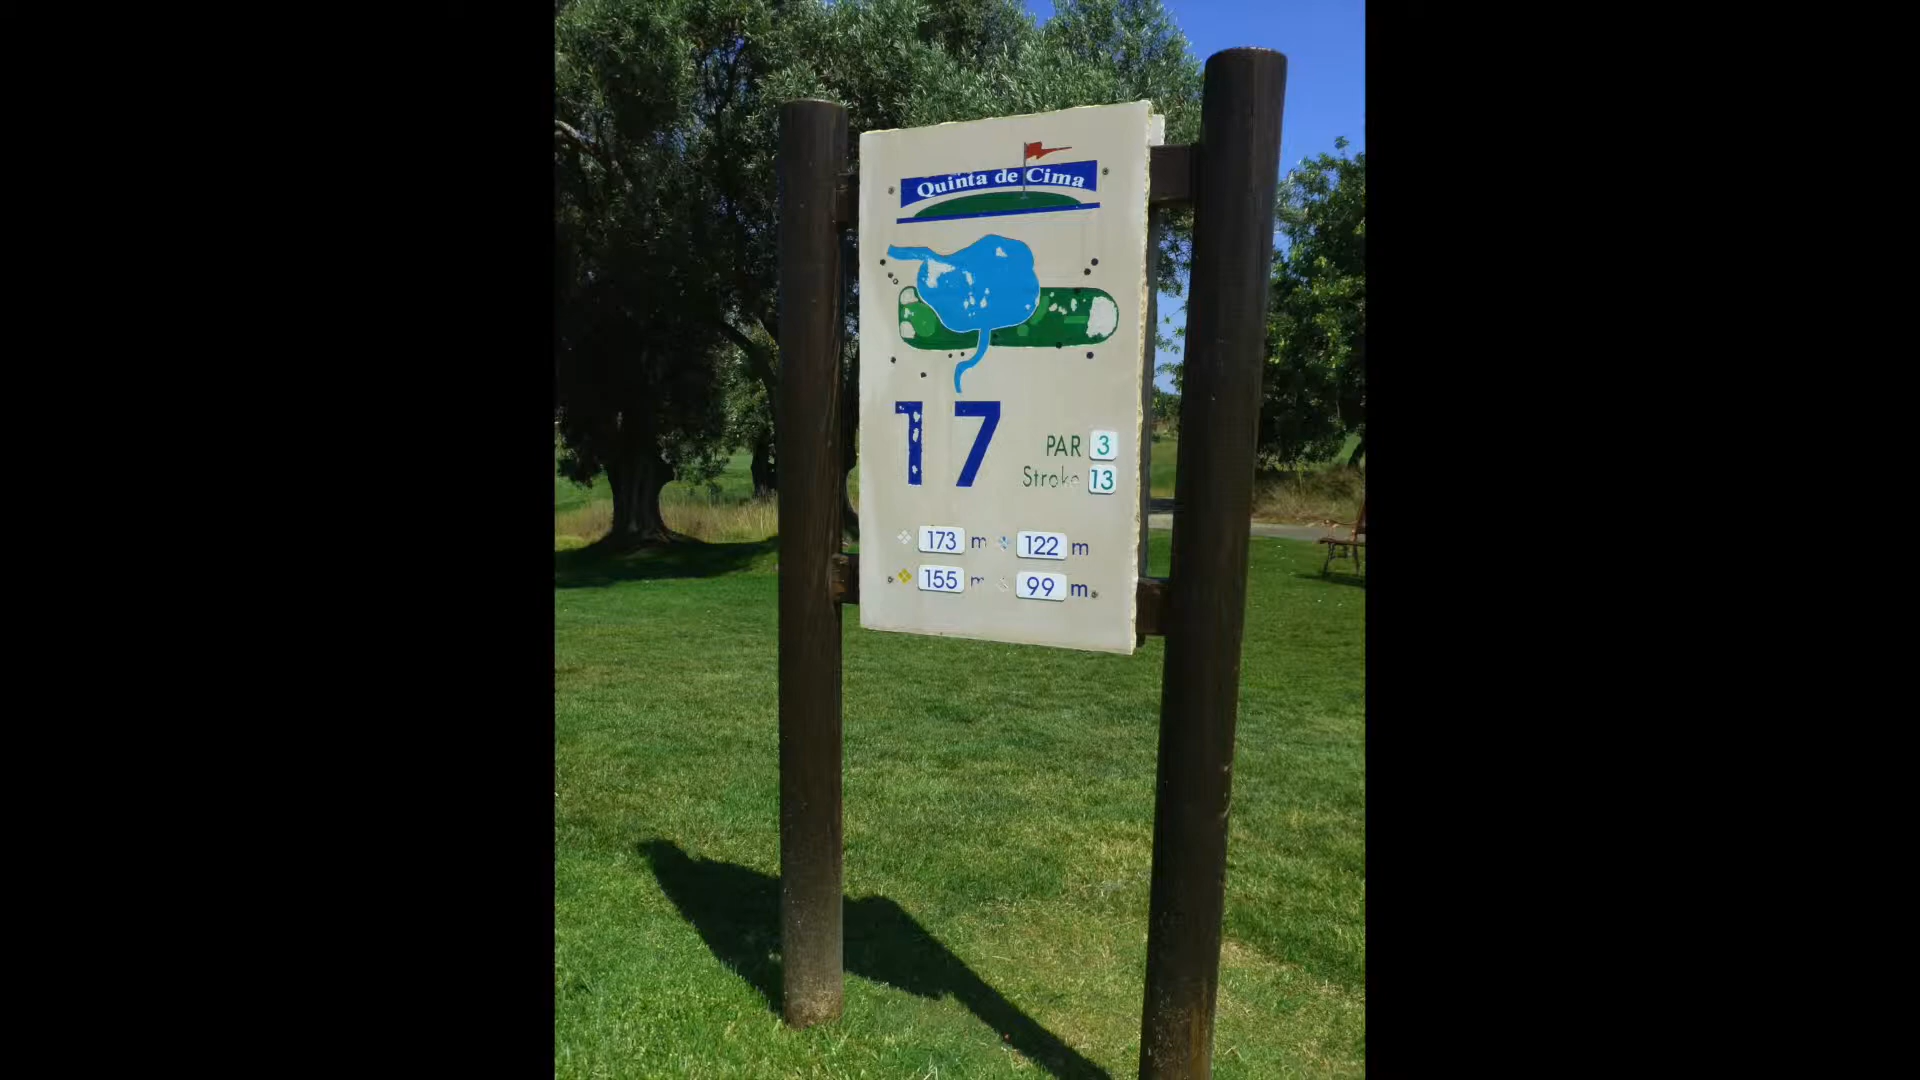 Quinta de Cima
17
PAR 3
Stroke 13
173 m 122 m
155 m 99 m